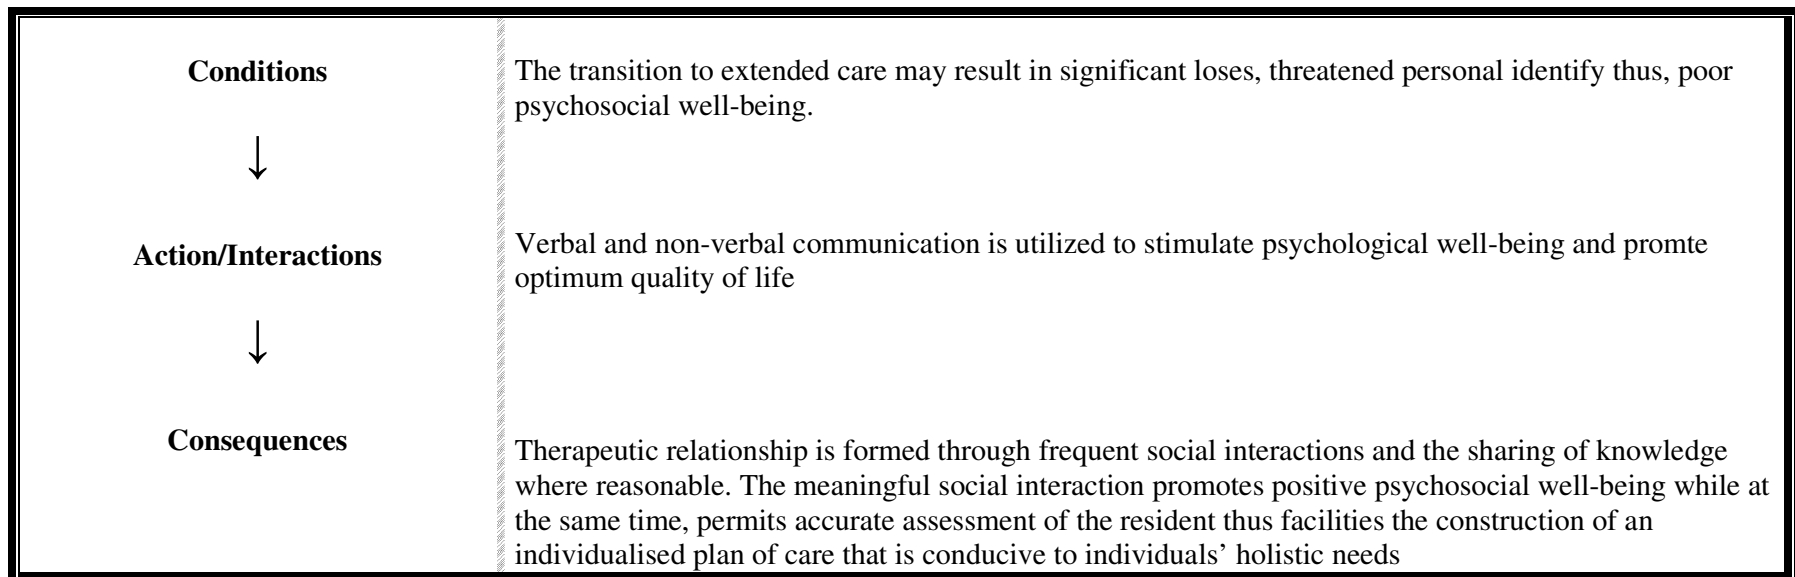 Conditions
The transition to extended care may result in significant loses, threatened personal identify thus, poor
psychosocial well-being.
↓
Action/Interactions
Verbal and non-verbal communication is utilized to stimulate psychological well-being and promte
optimum quality of life
↓
Consequences
Therapeutic relationship is formed through frequent social interactions and the sharing of knowledge
where reasonable. The meaningful social interaction promotes positive psychosocial well-being while at
the same time, permits accurate assessment of the resident thus facilities the construction of an
individualised plan of care that is conducive to individuals’ holistic needs